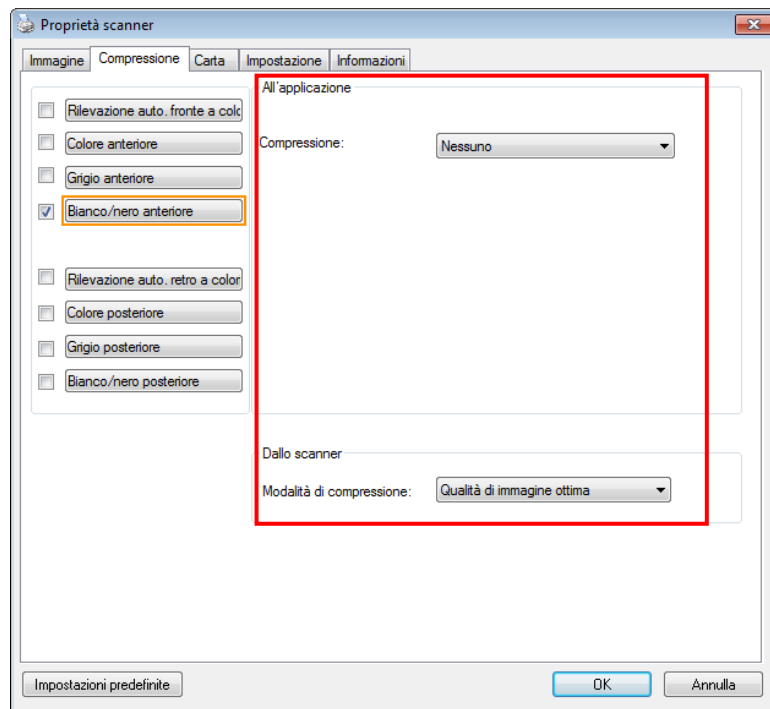 Proprietà scanner
Immagine Compressione Carta Impostazione Informazioni
All'applicazione
Rilevazione auto. fronte a colo
Colore anteriore
Compressione: Nessuno
Grigio anteriore
Bianco/nero anteriore
Rilevazione auto. retro a color
Colore posteriore
Grigio posteriore
Bianco/nero posteriore
Dallo scanner
Modalità di compressione: Qualità di immagine ottima
Impostazioni predefinite OK Annulla